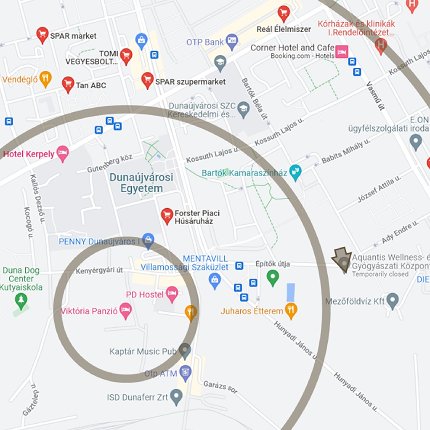 SPAR market
Reál Élelmiszer
Kórházak és klinikák
I.Rendelőintézet...
OTP Bank
TOMI
VEGYESBOLT...
Corner Hotel and Cafe
Booking.com
Hotels
Vendéglő
Tan ABC
SPAR szupermarket
Bartók Béla út
Vasmű út
Kossuth Lajos u.
Dunaújvárosi SZC
Kereskedelmi és...
E.ON
ügyfélszolgálati iroda
Kossuth Lajos u.
Babits Mihály u.
Hotel Kerpely
Gutenberg köz
Dunaújvárosi
Egyetem
Bartók Kamaraszínház
József Attila u.
Kallós Dezső u.
Kocogó u.
Forster Piaci
Húsáruház
Ady Endre u.
PENNY Dunaújváros I
MENTAVILL
Villamossági Szaküzlet
Építők útja
Aquantis Wellness- és
Gyógyászati Központ
Temporarily closed
Duna Dog
Center
Kutyaiskola
Kenyérgyári út
PD Hostel
Viktória Panzió
Juharos Étterem
Mezőföldvíz Kft
DIE
Hunyadi János u.
Kaptár Music Pub
Otp ATM
Garázs sor
Hunyadi János u.
ISD Dunaferr Zrt
Gáztelep d.